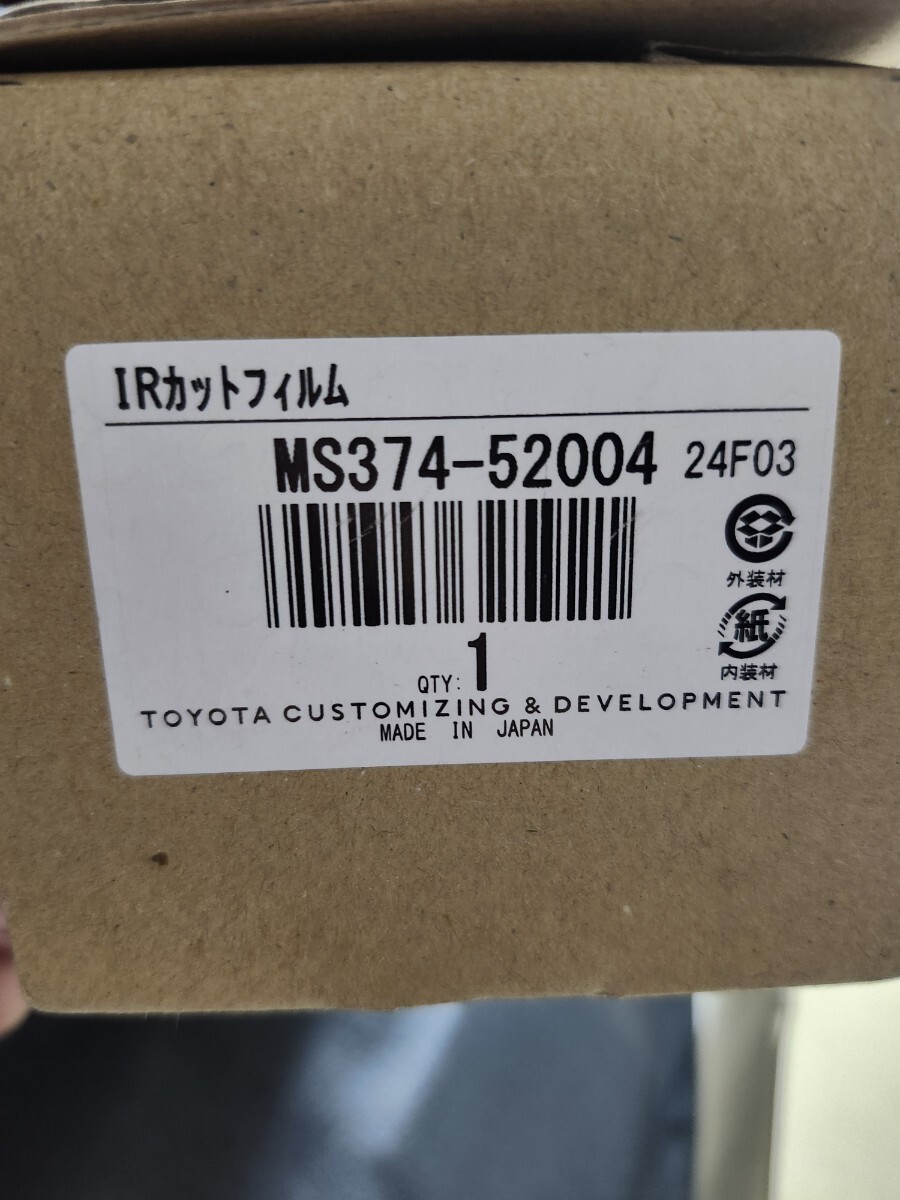 IRカットフィルム
MS374-52004 24F03
外装材
紙
内装材
QTY: 1
TOYOTA CUSTOMIZING & DEVELOPMENT
MADE IN JAPAN